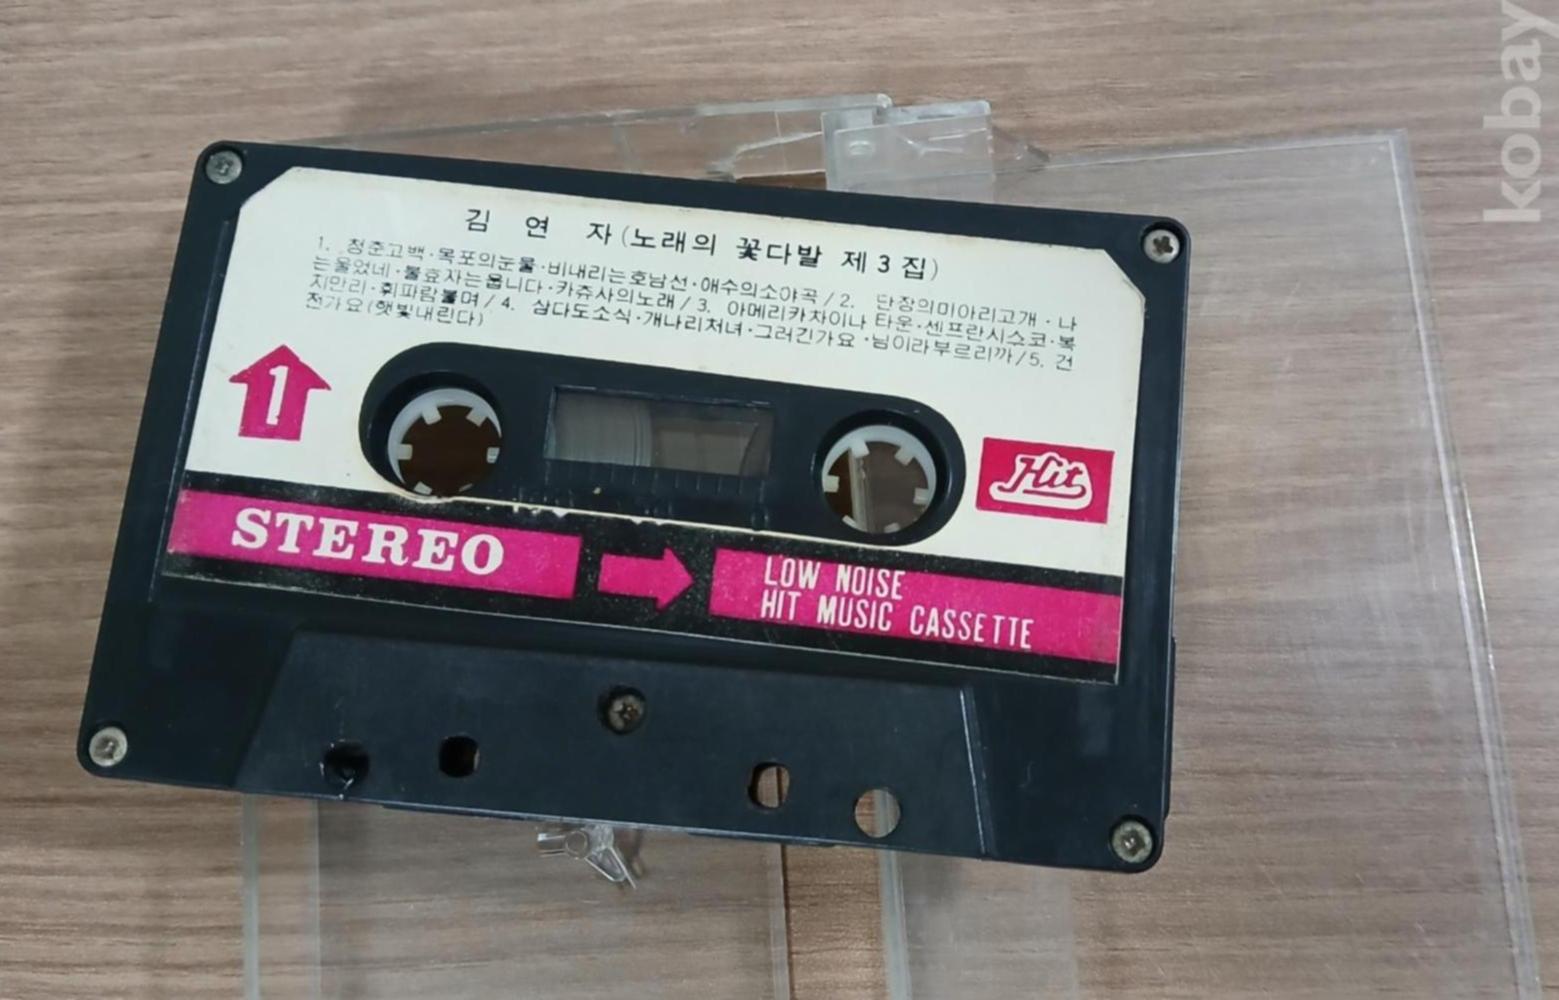 김 연 자 (노래의 꽃다발 제3집)
1. 청춘고백·목포의눈물·비내리는호남선·애수의소야곡/2. 단장의미아리고개·나
는울었네·불효자는웁니다·카츄사의노래/3. 아메리카차이나 타운·센프란시스코·복
지만리·휘파람불며/4. 삼다도소식·개나리처녀·그러긴가요·님이라부르리까/5. 건
전가요(햇빛내린다)
1
Hit
STEREO
LOW NOISE
HIT MUSIC CASSETTE
kobay